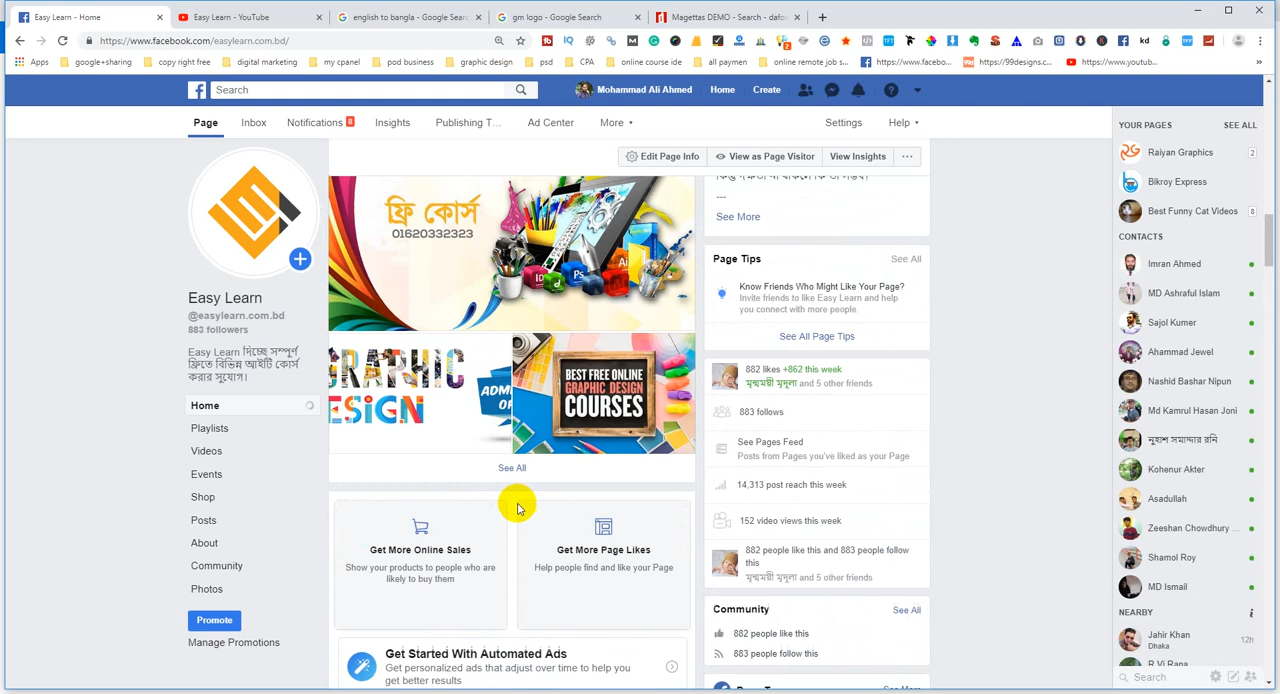 Easy Learn - Home
Easy Learn - YouTube
english to bangla - Google Sear
gm logo - Google Search
Magettas DEMO - Search - dafor
https://www.facebook.com/easylearn.com.bd/
Apps
google+sharing
copy right free
digital marketing
my cpanel
pod business
graphic design
psd
CPA
online course ide
all paymen
online remote job s...
https://www.faceboo...
https://99designs.c...
https://www.youtub...
Search
Mohammad Ali Ahmed
Home
Create
Page
Inbox
Notifications 8
Insights
Publishing T...
Ad Center
More
Settings
Help
Edit Page Info
View as Page Visitor
View Insights
...
Easy Learn
@easylearn.com.bd
883 followers
Easy Learn দিচ্ছে সম্পূর্ণ
ফ্রিতে বিভিন্ন আইটি কোর্স
করার সুযোগ।
Home
Playlists
Videos
Events
Shop
Posts
About
Community
Photos
Promote
Manage Promotions
ফ্রি কোর্স
01620332323
ID
Ps
Ai
GRAPHIC
DESIGN
BEST FREE ONLINE
GRAPHIC DESIGN
COURSES
See All
Get More Online Sales
Show your products to people who are
likely to buy them
Get More Page Likes
Help people find and like your Page
Get Started With Automated Ads
Get personalized ads that adjust over time to help you
get better results
---
See More
Page Tips
See All
Know Friends Who Might Like Your Page?
Invite friends to like Easy Learn and help
you connect with more people.
See All Page Tips
882 likes +862 this week
মৃন্ময়ী মৃদুলা and 5 other friends
883 follows
See Pages Feed
Posts from Pages you've liked as your Page
14,313 post reach this week
152 video views this week
882 people like this and 883 people follow
this
মৃন্ময়ী মৃদুলা and 5 other friends
Community
See All
882 people like this
883 people follow this
YOUR PAGES
SEE ALL
Raiyan Graphics
2
Bikroy Express
Best Funny Cat Videos
8
CONTACTS
Imran Ahmed
MD Ashraful Islam
Sajol Kumer
Ahammad Jewel
Nashid Bashar Nipun
Md Kamrul Hasan Joni
নুহাশ সমাদ্দার রনি
Kohenur Akter
Asadullah
Zeeshan Chowdhury ...
Shamol Roy
MD Ismail
NEARBY
Jahir Khan
12h
Dhaka
Search